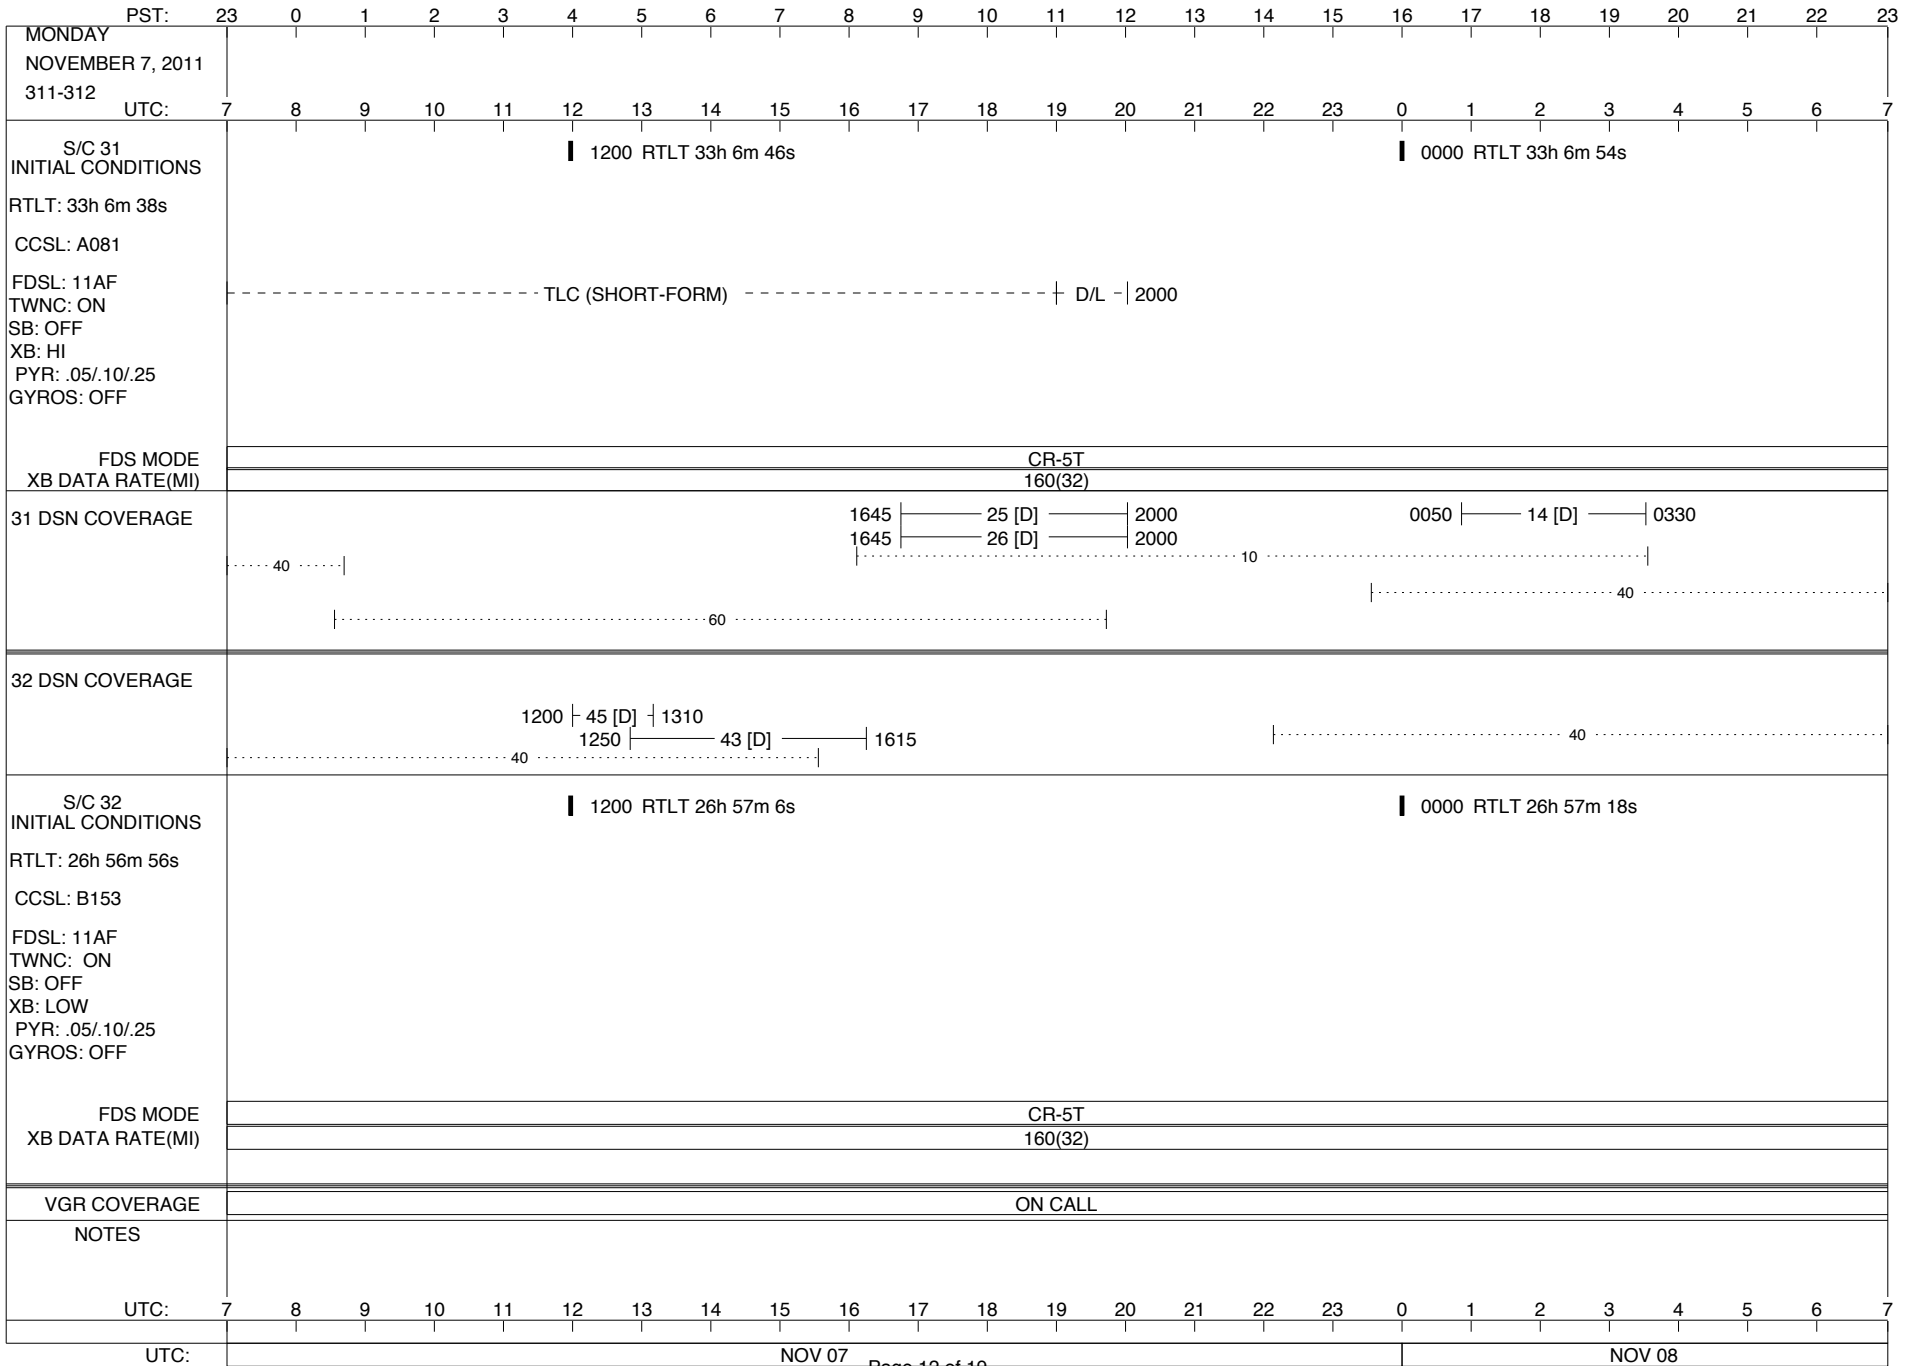 PST: 23 0 1 2 3 4 5 6 7 8 9 10 11 12 13 14 15 16 17 18 19 20 21 22 23
MONDAY
NOVEMBER 7, 2011
311-312
UTC: 7 8 9 10 11 12 13 14 15 16 17 18 19 20 21 22 23 0 1 2 3 4 5 6 7
S/C 31
INITIAL CONDITIONS
1200 RTLT 33h 6m 46s
0000 RTLT 33h 6m 54s
RTLT: 33h 6m 38s
CCSL: A081
FDSL: 11AF
TWNC: ON
SB: OFF
XB: HI
PYR: .05/.10/.25
GYROS: OFF
TLC (SHORT-FORM) D/L 2000
FDS MODE CR-5T
XB DATA RATE(MI) 160(32)
31 DSN COVERAGE
1645 25 [D] 2000
0050 14 [D] 0330
1645 26 [D] 2000
10
40
40
60
32 DSN COVERAGE
1200 45 [D] 1310
1250 43 [D] 1615
40
40
S/C 32
INITIAL CONDITIONS
1200 RTLT 26h 57m 6s
0000 RTLT 26h 57m 18s
RTLT: 26h 56m 56s
CCSL: B153
FDSL: 11AF
TWNC: ON
SB: OFF
XB: LOW
PYR: .05/.10/.25
GYROS: OFF
FDS MODE CR-5T
XB DATA RATE(MI) 160(32)
VGR COVERAGE ON CALL
NOTES
UTC: 7 8 9 10 11 12 13 14 15 16 17 18 19 20 21 22 23 0 1 2 3 4 5 6 7
UTC: NOV 07 NOV 08